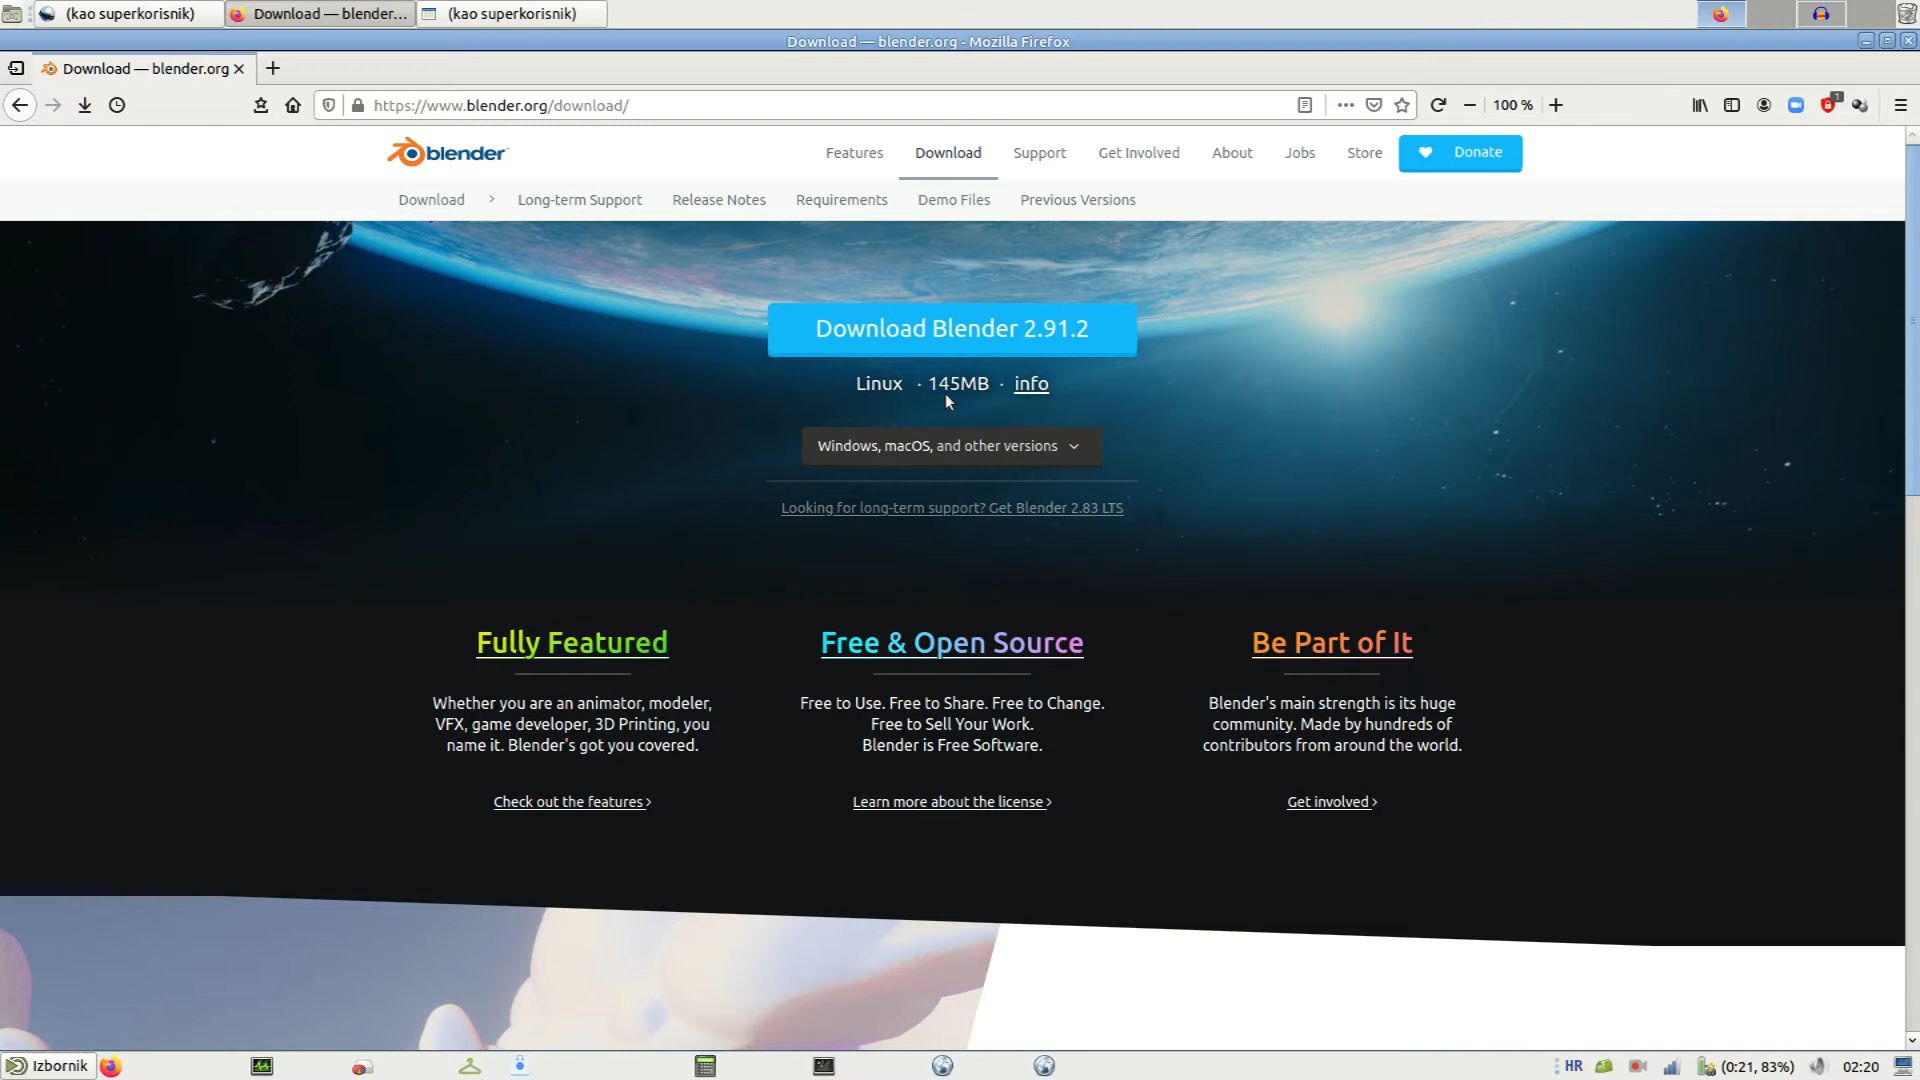 (kao superkorisnik)
Download — blender...
(kao superkorisnik)
Download — blender.org - Mozilla Firefox
Download — blender.org
https://www.blender.org/download/
100 %
1
blender
Features
Download
Support
Get Involved
About
Jobs
Store
Donate
Download
Long-term Support
Release Notes
Requirements
Demo Files
Previous Versions
Download Blender 2.91.2
Linux · 145MB · info
Windows, macOS, and other versions
Looking for long-term support? Get Blender 2.83 LTS
Fully Featured
Whether you are an animator, modeler,
VFX, game developer, 3D Printing, you
name it. Blender's got you covered.
Check out the features
Free & Open Source
Free to Use. Free to Share. Free to Change.
Free to Sell Your Work.
Blender is Free Software.
Learn more about the license
Be Part of It
Blender's main strength is its huge
community. Made by hundreds of
contributors from around the world.
Get involved
Izbornik
HR
(0:21, 83%)
02:20